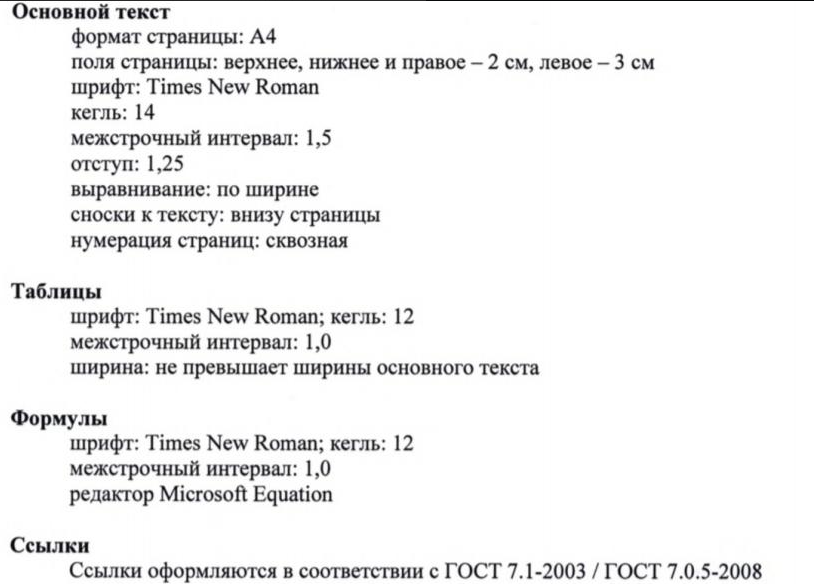 Основной текст
формат страницы: А4
поля страницы: верхнее, нижнее и правое – 2 см, левое – 3 см
шрифт: Times New Roman
кегль: 14
межстрочный интервал: 1,5
отступ: 1,25
выравнивание: по ширине
сноски к тексту: внизу страницы
нумерация страниц: сквозная
Таблицы
шрифт: Times New Roman; кегль: 12
межстрочный интервал: 1,0
ширина: не превышает ширины основного текста
Формулы
шрифт: Times New Roman; кегль: 12
межстрочный интервал: 1,0
редактор Microsoft Equation
Ссылки
Ссылки оформляются в соответствии с ГОСТ 7.1-2003 / ГОСТ 7.0.5-2008